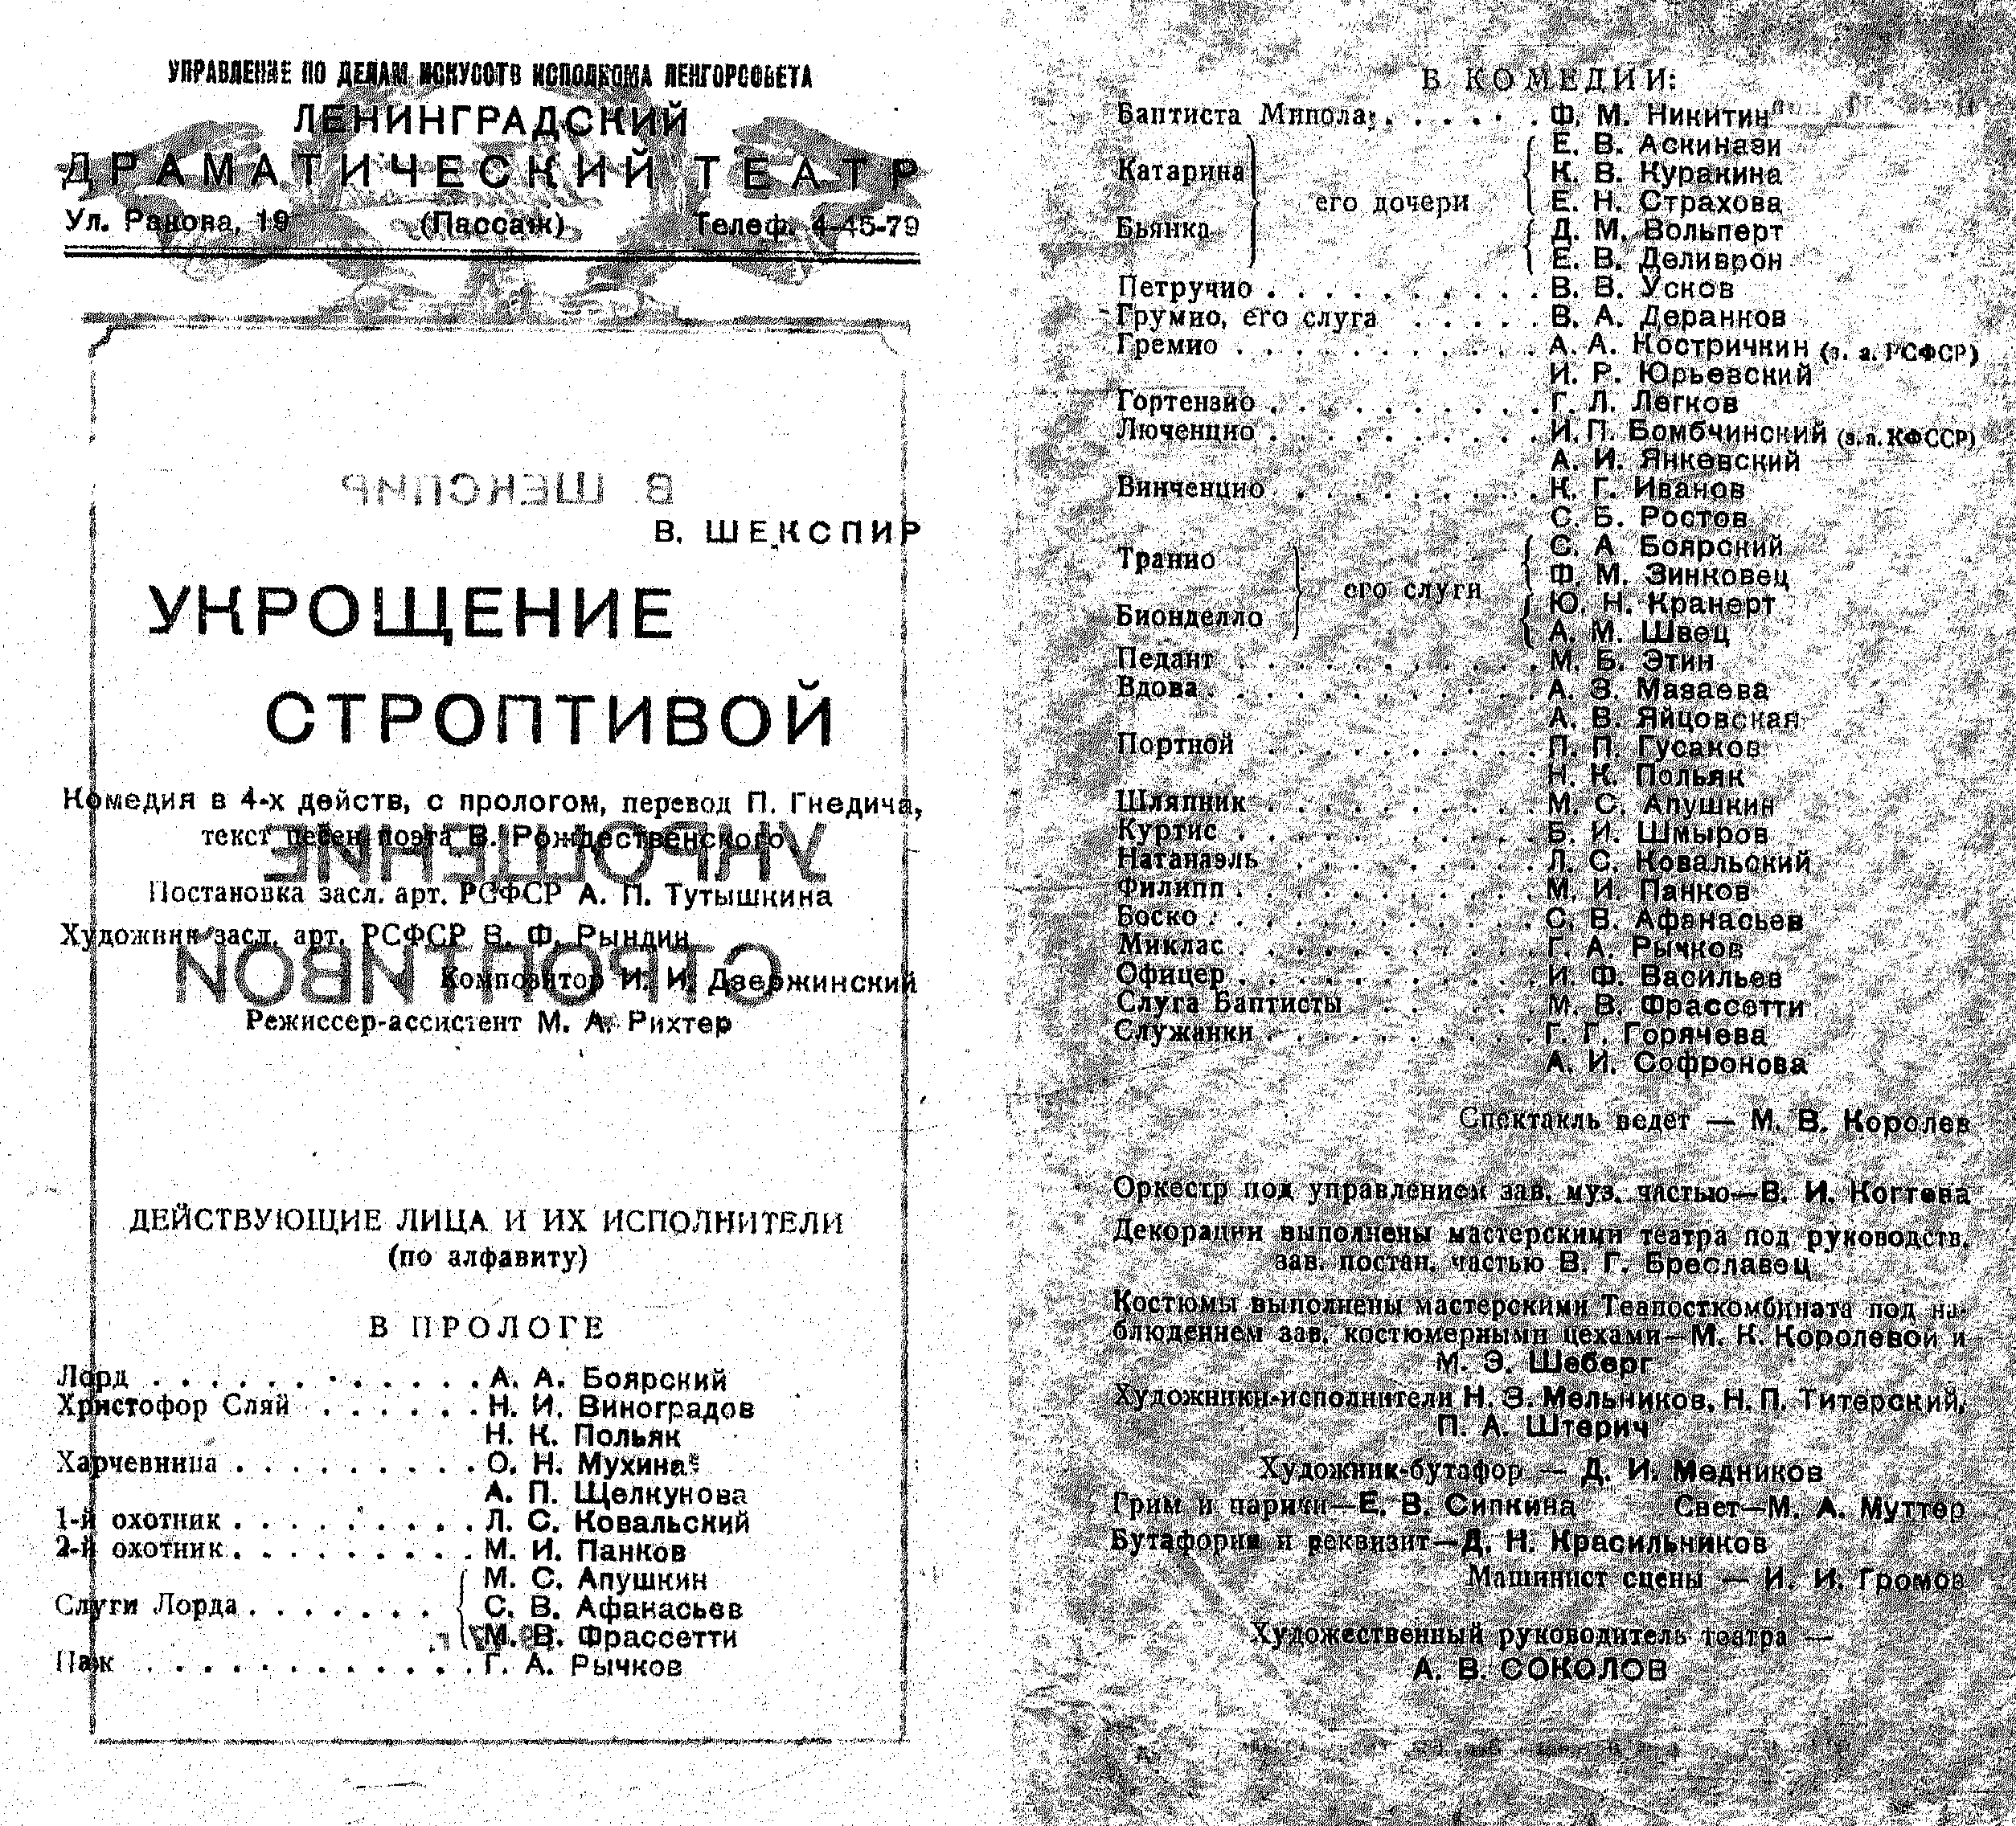 УПРАВЛЕНИЕ ПО ДЕЛАМ ИСКУССТВ ИСПОЛКОМА ЛЕНГОРСОВЕТА
ЛЕНИНГРАДСКИЙ
ДРАМАТИЧЕСКИЙ ТЕАТР
Ул. Ракова, 19 (Пассаж) Телеф. 4-45-79
В. ШЕКСПИР
УКРОЩЕНИЕ
СТРОПТИВОЙ
Комедия в 4-х действ, с прологом, перевод П. Гнедича,
текст песен поэта В. Рождественского
Постановка засл. арт. РСФСР А. П. Тутышкина
Художник засл. арт. РСФСР В. Ф. Рындин
Композитор И. И. Дзержинский
Режиссер-ассистент М. А. Рихтер
ДЕЙСТВУЮЩИЕ ЛИЦА И ИХ ИСПОЛНИТЕЛИ
(по алфавиту)
В ПРОЛОГЕ
Лорд . . . . . . . . . . . . А. А. Боярский
Христофор Сляй . . . . . . Н. И. Виноградов
Н. К. Польяк
Харчевница . . . . . . . . . О. Н. Мухина
А. П. Щелкунова
1-й охотник . . . . . . . . . Л. С. Ковальский
2-й охотник . . . . . . . . . М. И. Панков
М. С. Апушкин
Слуги Лорда . . . . . . . С. В. Афанасьев
М. В. Фрассетти
Паж . . . . . . . . . . . . Г. А. Рычков
В КОМЕДИИ:
Баптиста Минола . . . . . . Ф. М. Никитин
Е. В. Аскинази
Катарина К. В. Куракина
его дочери Е. Н. Страхова
Бьянка Д. М. Вольперт
Е. В. Деливрон
Петручио . . . . . . . . . . В. В. Усков
Грумио, его слуга . . . . . В. А. Деранков
Гремио . . . . . . . . . . . А. А. Костричкин (з. а. РСФСР)
И. Р. Юрьевский
Гортензио . . . . . . . . . . Г. Л. Легков
Люченцио . . . . . . . . . . И. П. Бомбчинский (з. а. КФССР)
А. И. Янковский
Винченцио . . . . . . . . . . К. Г. Иванов
С. Б. Ростов
Транио С. А Боярский
Ф. М. Зинковец
его слуги Ю. Н. Кранерт
Бионделло А. М. Швец
Педант . . . . . . . . . . . М. Б. Этин
Вдова . . . . . . . . . . . . А. З. Мазаева
А. В. Яйцовская
Портной . . . . . . . . . . П. П. Гусаков
Н. К. Польяк
Шляпник . . . . . . . . . . М. С. Апушкин
Куртис . . . . . . . . . . . Б. И. Шмыров
Натанаэль . . . . . . . . . Л. С. Ковальский
Филипп . . . . . . . . . . . М. И. Панков
Боско . . . . . . . . . . . . С. В. Афанасьев
Миклас . . . . . . . . . . . Г. А. Рычков
Офицер . . . . . . . . . . . И. Ф. Васильев
Слуга Баптисты . . . . . . М. В. Фрассетти
Служанки . . . . . . . . . . Г. Г. Горячева
А. И. Софронова
Спектакль ведет — М. В. Королев
Оркестр под управлением зав. муз. частью—В. И. Когтева
Декорации выполнены мастерскими театра под руководств.
зав. постан. частью В. Г. Бреславец
Костюмы выполнены мастерскими Теапосткомбината под на-
блюдением зав. костюмерными цехами—М. К. Королевой и
М. Э. Шеберг
Художники-исполнители Н. З. Мельников, Н. П. Титерский,
П. А. Штерич
Художник-бутафор — Д. И. Медников
Грим и парики—Е. В. Сипкина Свет—М. А. Муттер
Бутафория и реквизит—Д. Н. Красильников
Машинист сцены — И. И. Громов
Художественный руководитель театра —
А. В. СОКОЛОВ